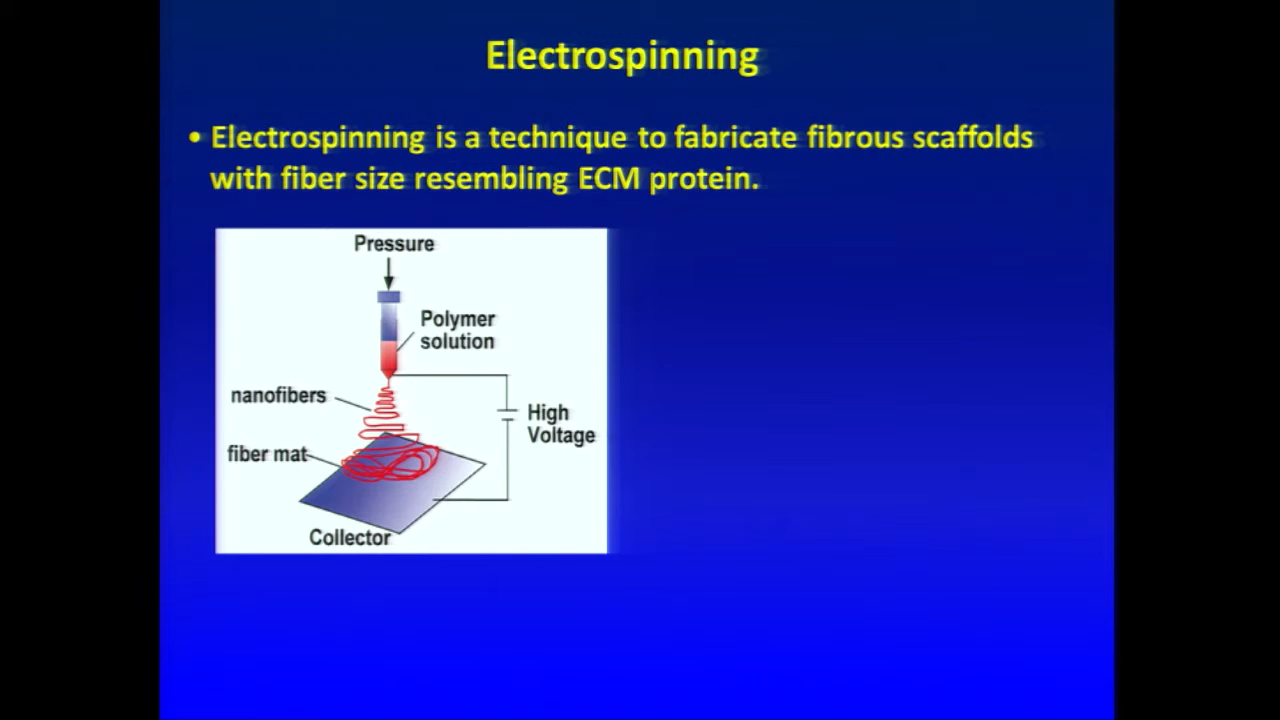 Electrospinning
• Electrospinning is a technique to fabricate fibrous scaffolds
with fiber size resembling ECM protein.
Pressure
Polymer
solution
nanofibers
High
Voltage
fiber mat
Collector